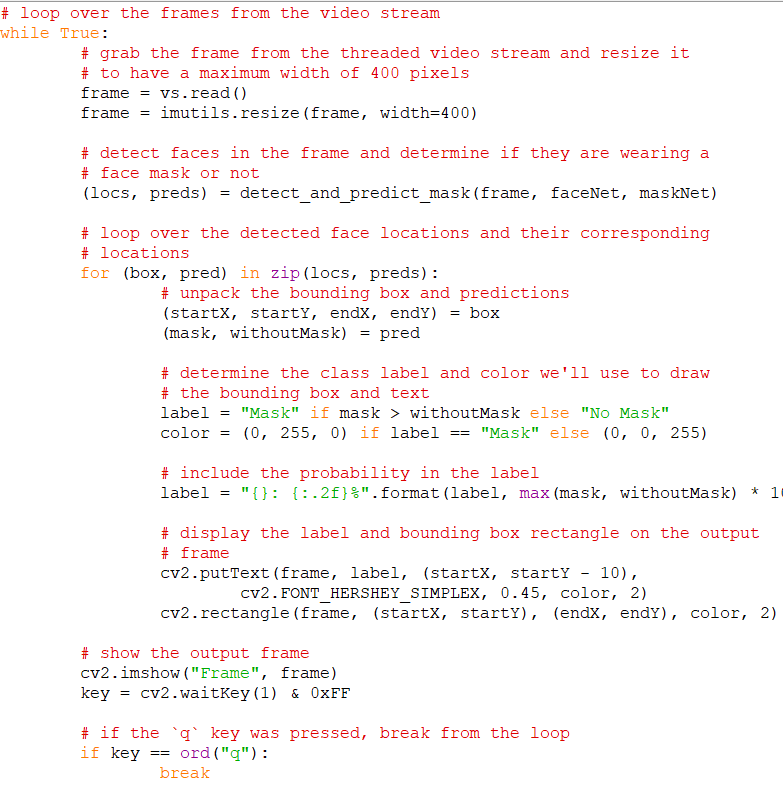 # loop over the frames from the video stream
while True:
        # grab the frame from the threaded video stream and resize it
        # to have a maximum width of 400 pixels
        frame = vs.read()
        frame = imutils.resize(frame, width=400)

        # detect faces in the frame and determine if they are wearing a
        # face mask or not
        (locs, preds) = detect_and_predict_mask(frame, faceNet, maskNet)

        # loop over the detected face locations and their corresponding
        # locations
        for (box, pred) in zip(locs, preds):
                # unpack the bounding box and predictions
                (startX, startY, endX, endY) = box
                (mask, withoutMask) = pred

                # determine the class label and color we'll use to draw
                # the bounding box and text
                label = "Mask" if mask > withoutMask else "No Mask"
                color = (0, 255, 0) if label == "Mask" else (0, 0, 255)

                # include the probability in the label
                label = "{}: {:.2f}%".format(label, max(mask, withoutMask) * 1

                # display the label and bounding box rectangle on the output
                # frame
                cv2.putText(frame, label, (startX, startY - 10),
                        cv2.FONT_HERSHEY_SIMPLEX, 0.45, color, 2)
                cv2.rectangle(frame, (startX, startY), (endX, endY), color, 2)

        # show the output frame
        cv2.imshow("Frame", frame)
        key = cv2.waitKey(1) & 0xFF

        # if the `q` key was pressed, break from the loop
        if key == ord("q"):
                break